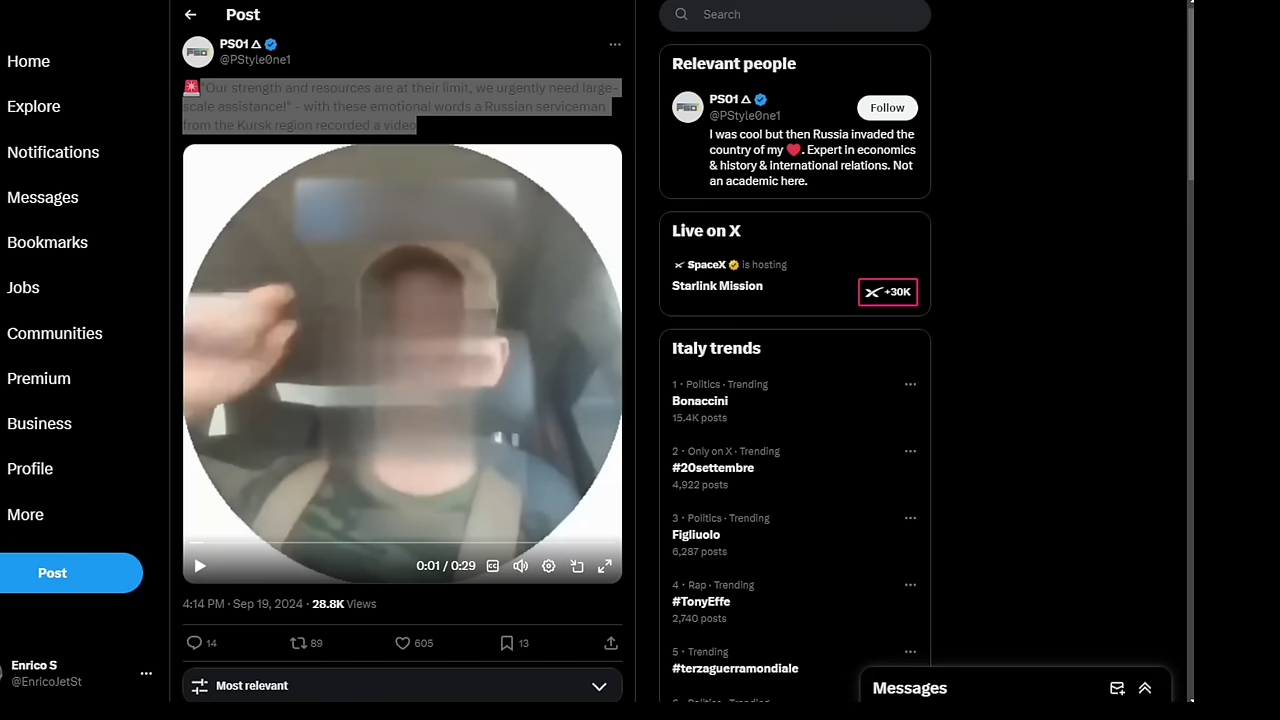 Post
PS01 △
@PStyle0ne1
"Our strength and resources are at their limit, we urgently need large-
scale assistance!" - with these emotional words a Russian serviceman
from the Kursk region recorded a video
0:01 / 0:29
4:14 PM · Sep 19, 2024 · 28.8K Views
14
89
605
13
Most relevant
Home
Explore
Notifications
Messages
Bookmarks
Jobs
Communities
Premium
Business
Profile
More
Post
Enrico S
@EnricoJetSt
Search
Relevant people
PS01 △
@PStyle0ne1
Follow
I was cool but then Russia invaded the
country of my ❤️. Expert in economics
& history & international relations. Not
an academic here.
Live on X
SpaceX is hosting
Starlink Mission
+30K
Italy trends
1 · Politics · Trending
Bonaccini
15.4K posts
2 · Only on X · Trending
#20settembre
4,922 posts
3 · Politics · Trending
Figliuolo
6,287 posts
4 · Rap · Trending
#TonyEffe
2,740 posts
5 · Trending
#terzaguerramondiale
Messages